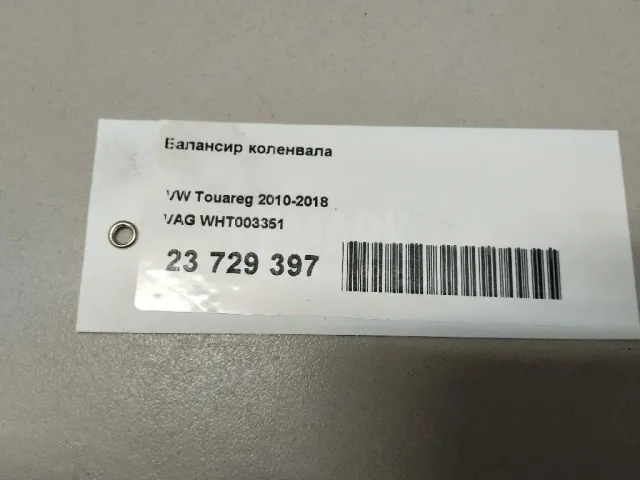 Балансир коленвала
VW Touareg 2010-2018
VAG WHT003351
23 729 397